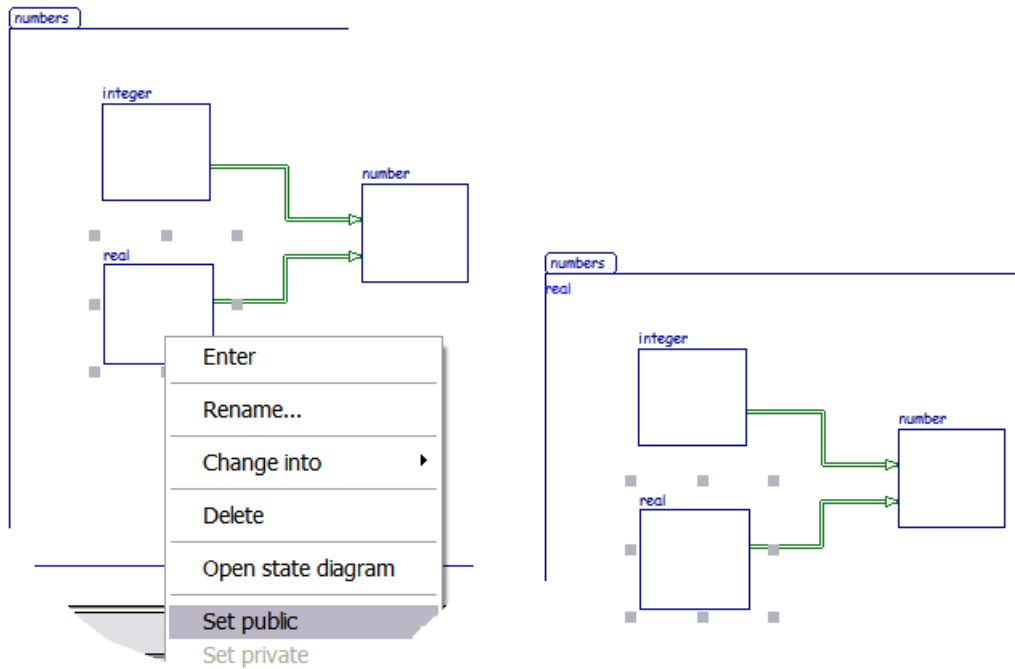 numbers
integer
number
real
Enter
Rename...
Change into
Delete
Open state diagram
Set public
Set private
numbers
real
integer
number
real